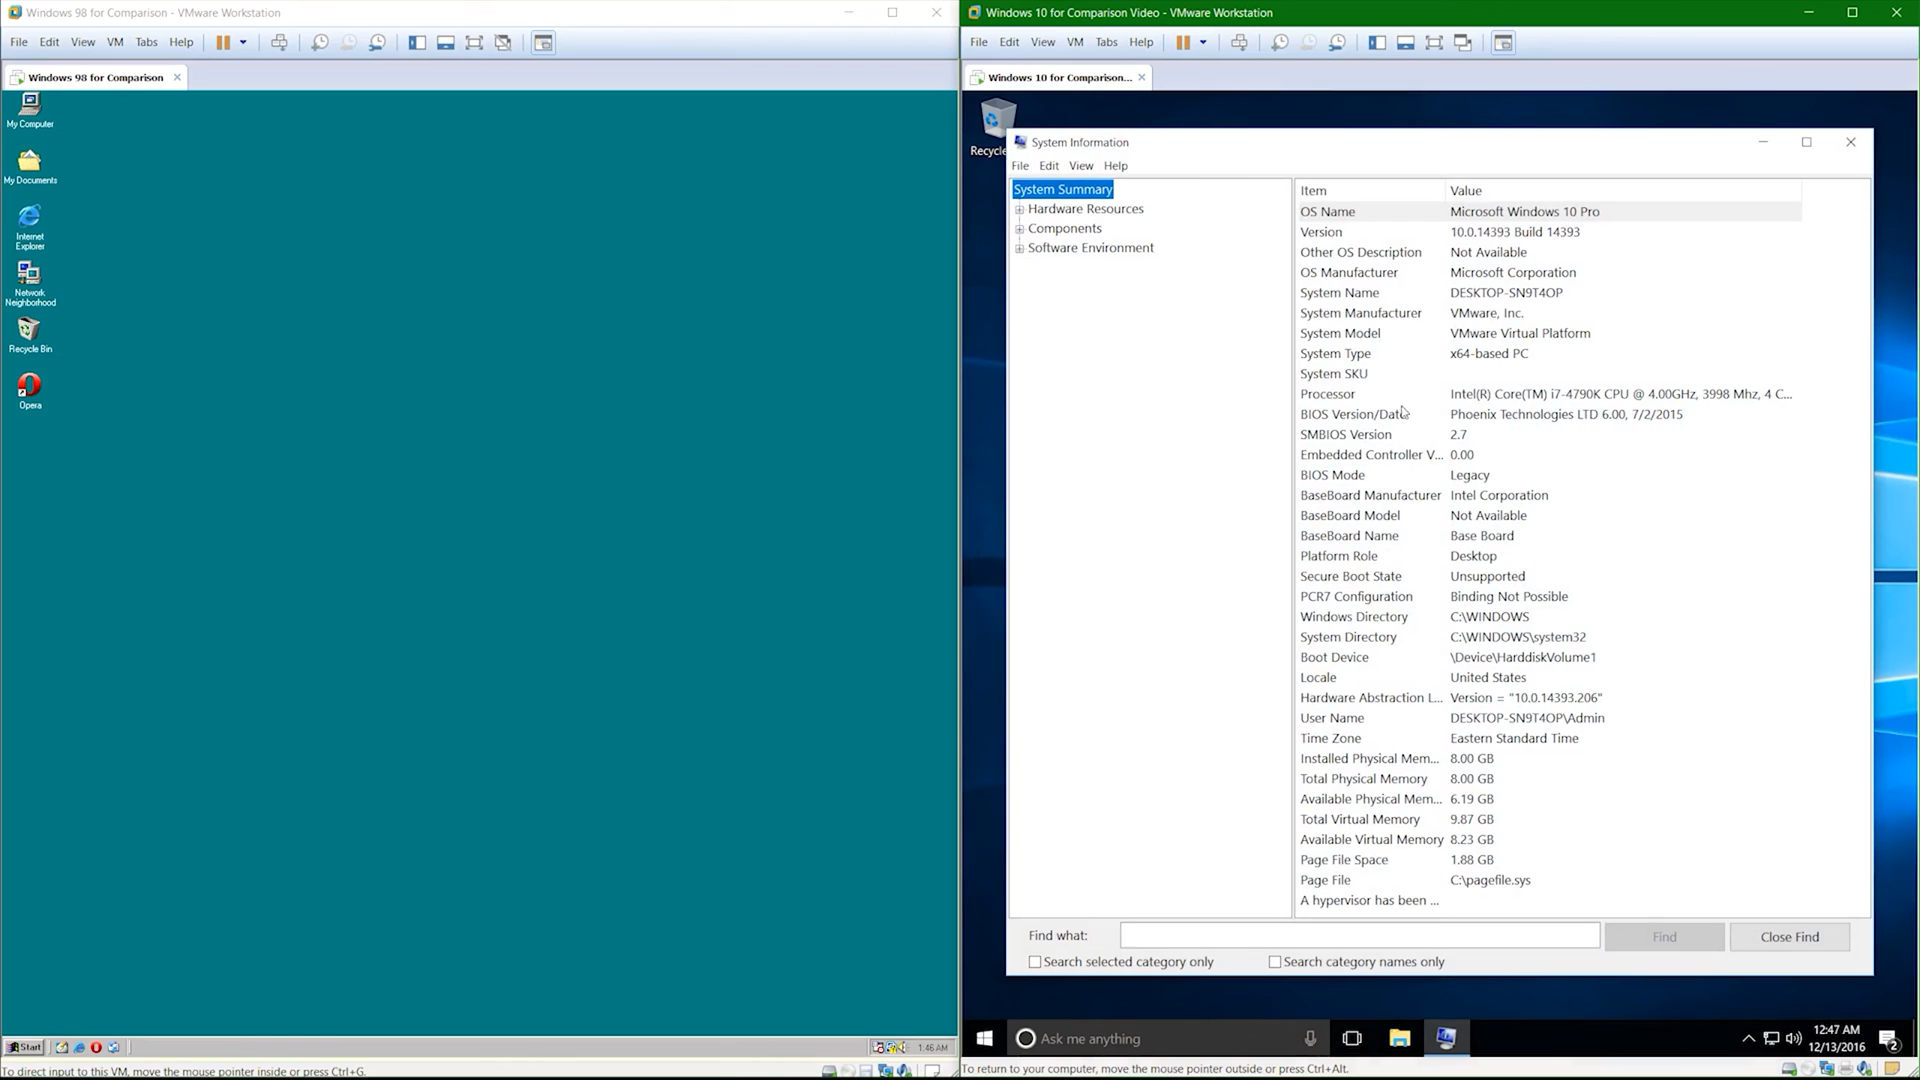 Windows 98 for Comparison - VMware Workstation
File Edit View VM Tabs Help
Windows 98 for Comparison
My Computer
My Documents
Internet
Explorer
Network
Neighborhood
Recycle Bin
Opera
Start
1:46 AM
To direct input to this VM, move the mouse pointer inside or press Ctrl+G.
Windows 10 for Comparison Video - VMware Workstation
File Edit View VM Tabs Help
Windows 10 for Comparison...
Recycle
System Information
File Edit View Help
System Summary
Hardware Resources
Components
Software Environment
Item Value
OS Name Microsoft Windows 10 Pro
Version 10.0.14393 Build 14393
Other OS Description Not Available
OS Manufacturer Microsoft Corporation
System Name DESKTOP-SN9T4OP
System Manufacturer VMware, Inc.
System Model VMware Virtual Platform
System Type x64-based PC
System SKU
Processor Intel(R) Core(TM) i7-4790K CPU @ 4.00GHz, 3998 Mhz, 4 C...
BIOS Version/Date Phoenix Technologies LTD 6.00, 7/2/2015
SMBIOS Version 2.7
Embedded Controller V... 0.00
BIOS Mode Legacy
BaseBoard Manufacturer Intel Corporation
BaseBoard Model Not Available
BaseBoard Name Base Board
Platform Role Desktop
Secure Boot State Unsupported
PCR7 Configuration Binding Not Possible
Windows Directory C:\WINDOWS
System Directory C:\WINDOWS\system32
Boot Device \Device\HarddiskVolume1
Locale United States
Hardware Abstraction L... Version = "10.0.14393.206"
User Name DESKTOP-SN9T4OP\Admin
Time Zone Eastern Standard Time
Installed Physical Mem... 8.00 GB
Total Physical Memory 8.00 GB
Available Physical Mem... 6.19 GB
Total Virtual Memory 9.87 GB
Available Virtual Memory 8.23 GB
Page File Space 1.88 GB
Page File C:\pagefile.sys
A hypervisor has been ...
Find what: Find Close Find
Search selected category only Search category names only
Ask me anything
12:47 AM
12/13/2016
2
To return to your computer, move the mouse pointer outside or press Ctrl+Alt.